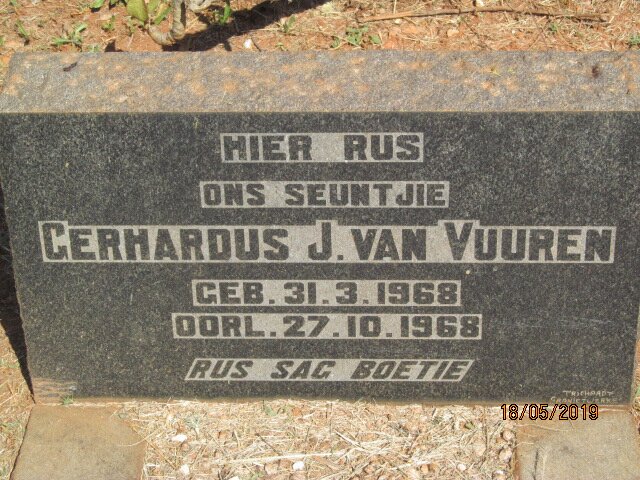 HIER RUS
ONS SEUNTJIE
GERHARDUS J. VAN VUUREN
GEB. 31.3.1968
OORL. 27.10.1968
RUS SAG BOETIE
TRICHARDT
18/05/2019